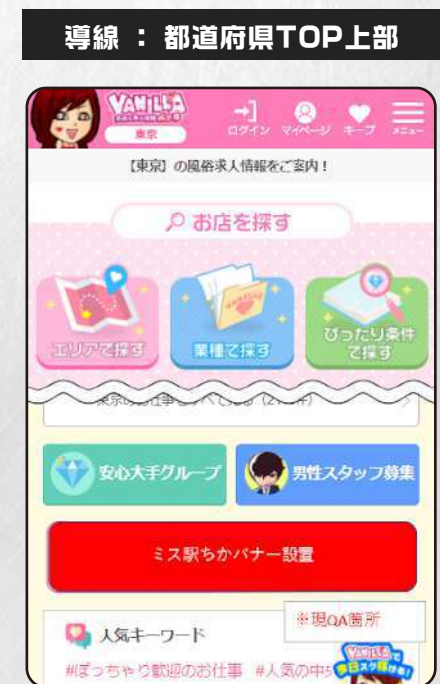 導線 : 都道府県TOP上部
VANILLA
東京
ログイン
マイページ
キープ
メニュー
【東京】の風俗求人情報をご案内!
お店を探す
エリアで探す
業種で探す
ぴったり条件
で探す
安心大手グループ
男性スタッフ募集
ミス駅ちかバナー設置
※現QA箇所
人気キーワード
#ぽっちゃり歓迎のお仕事 #人気の中